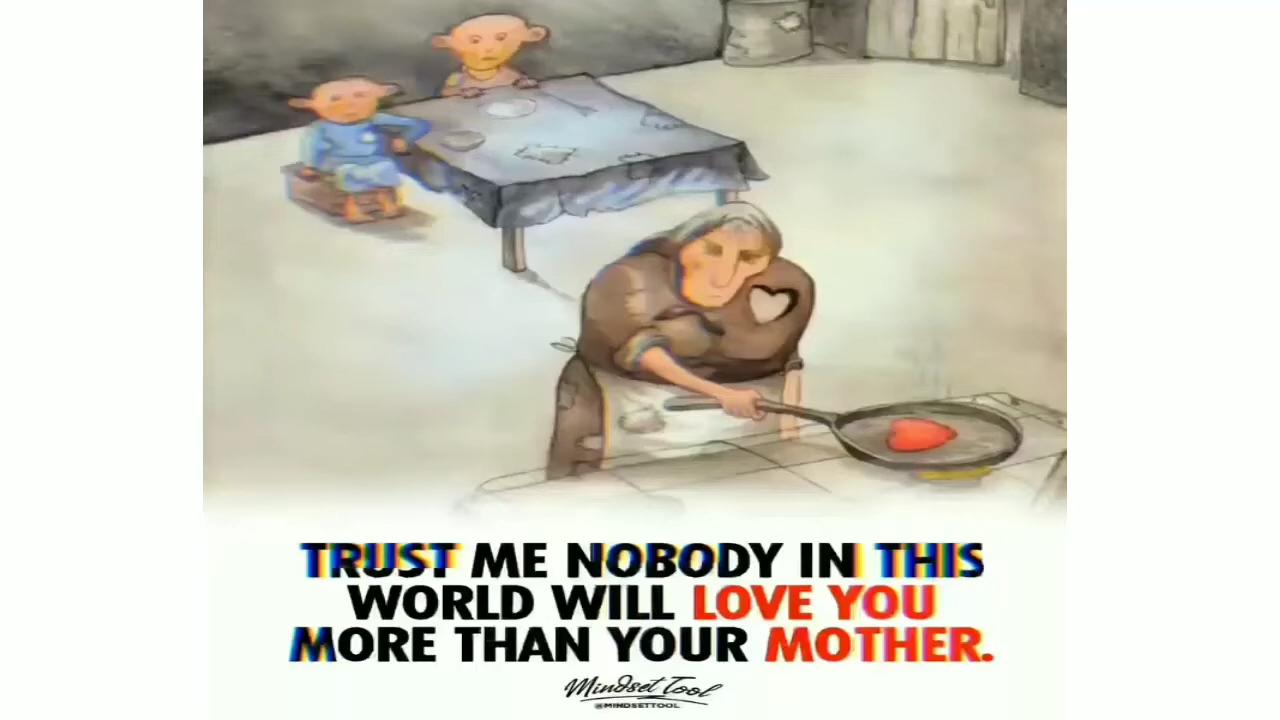 TRUST ME NOBODY IN THIS
WORLD WILL LOVE YOU
MORE THAN YOUR MOTHER.
Mindset Tool
@MINDSETTOOL